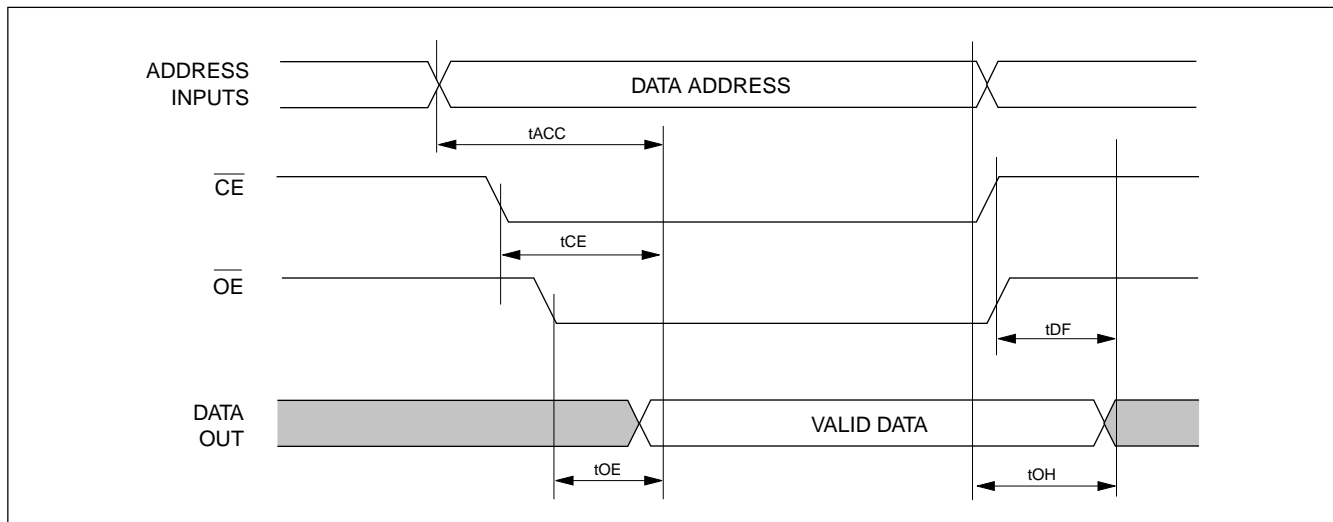 ADDRESS
INPUTS
DATA ADDRESS
tACC
CE
tCE
OE
tDF
DATA
OUT
VALID DATA
tOE
tOH